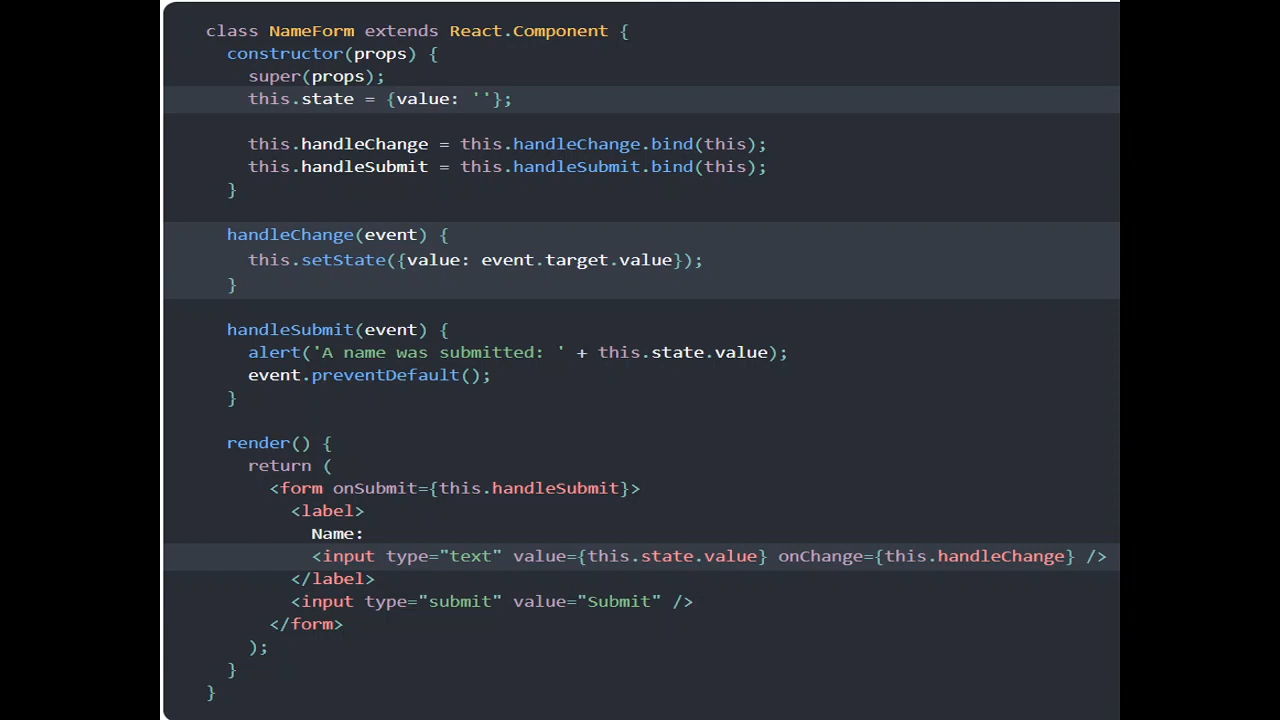 class NameForm extends React.Component {
constructor(props) {
super(props);
this.state = {value: ''};
this.handleChange = this.handleChange.bind(this);
this.handleSubmit = this.handleSubmit.bind(this);
}
handleChange(event) {
this.setState({value: event.target.value});
}
handleSubmit(event) {
alert('A name was submitted: ' + this.state.value);
event.preventDefault();
}
render() {
return (
<form onSubmit={this.handleSubmit}>
<label>
Name:
<input type="text" value={this.state.value} onChange={this.handleChange} />
</label>
<input type="submit" value="Submit" />
</form>
);
}
}